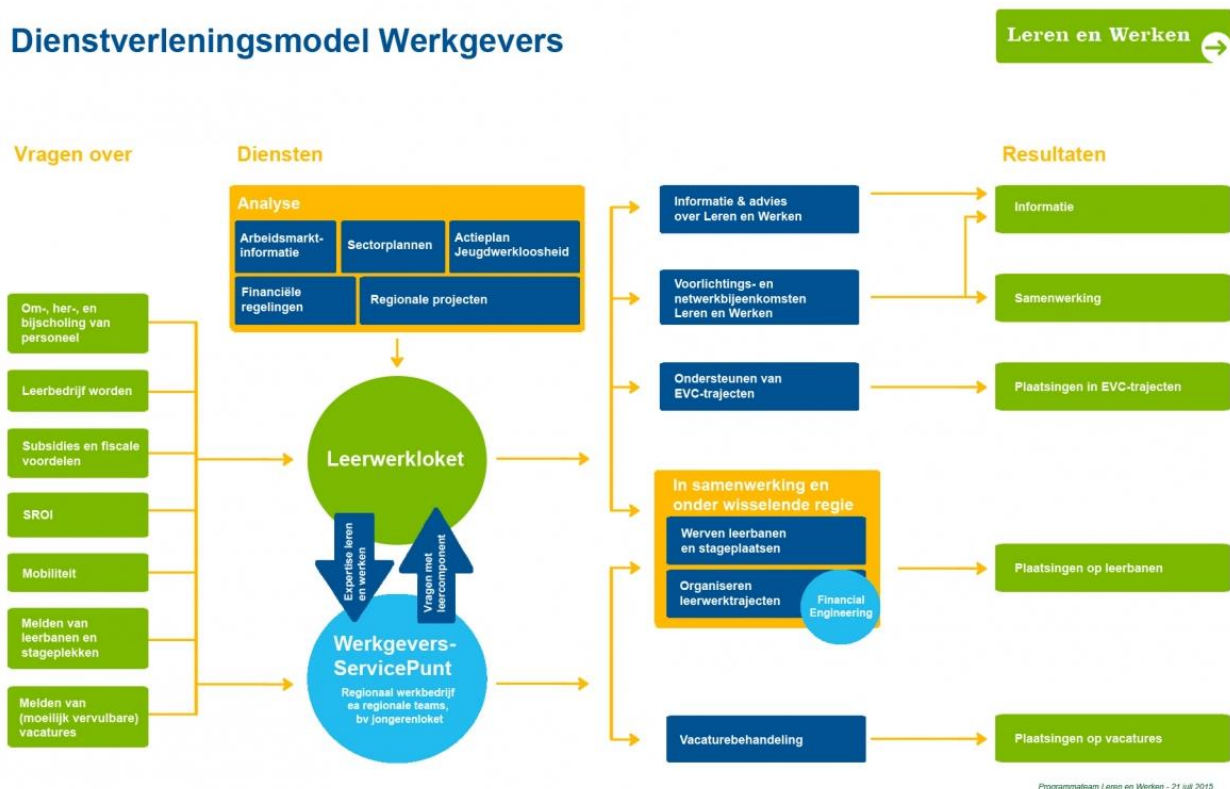 Dienstverleningsmodel Werkgevers
Leren en Werken
Vragen over
Diensten
Resultaten
Om-, her-, en
bijscholing van
personeel
Leerbedrijf worden
Subsidies en fiscale
voordelen
SROI
Mobiliteit
Melden van
leerbanen en
stageplekken
Melden van
(moeilijk vervulbare)
vacatures
Analyse
Arbeidsmarkt-
informatie
Sectorplannen
Actieplan
Jeugdwerkloosheid
Financiële
regelingen
Regionale projecten
Leerwerkloket
Expertise leren
en werken
Vragen met
leercomponent
Werkgevers-
ServicePunt
Regionaal werkbedrijf
ea regionale teams,
bv jongerenloket
Informatie & advies
over Leren en Werken
Voorlichtings- en
netwerkbijeenkomsten
Leren en Werken
Ondersteunen van
EVC-trajecten
In samenwerking en
onder wisselende regie
Werven leerbanen
en stageplaatsen
Organiseren
leerwerktrajecten
Financial
Engineering
Vacaturebehandeling
Informatie
Samenwerking
Plaatsingen in EVC-trajecten
Plaatsingen op leerbanen
Plaatsingen op vacatures
Programmateam Leren en Werken - 21 juli 2015